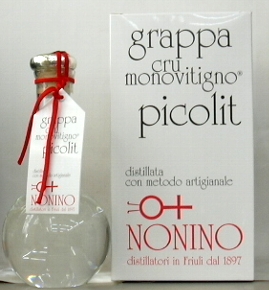 grappa
monovitigno
picolit
NONINO
grappa
cru
monovitigno®
picolit
distillata
con metodo artigianale
NONINO
distillatori in Friuli dal 1897